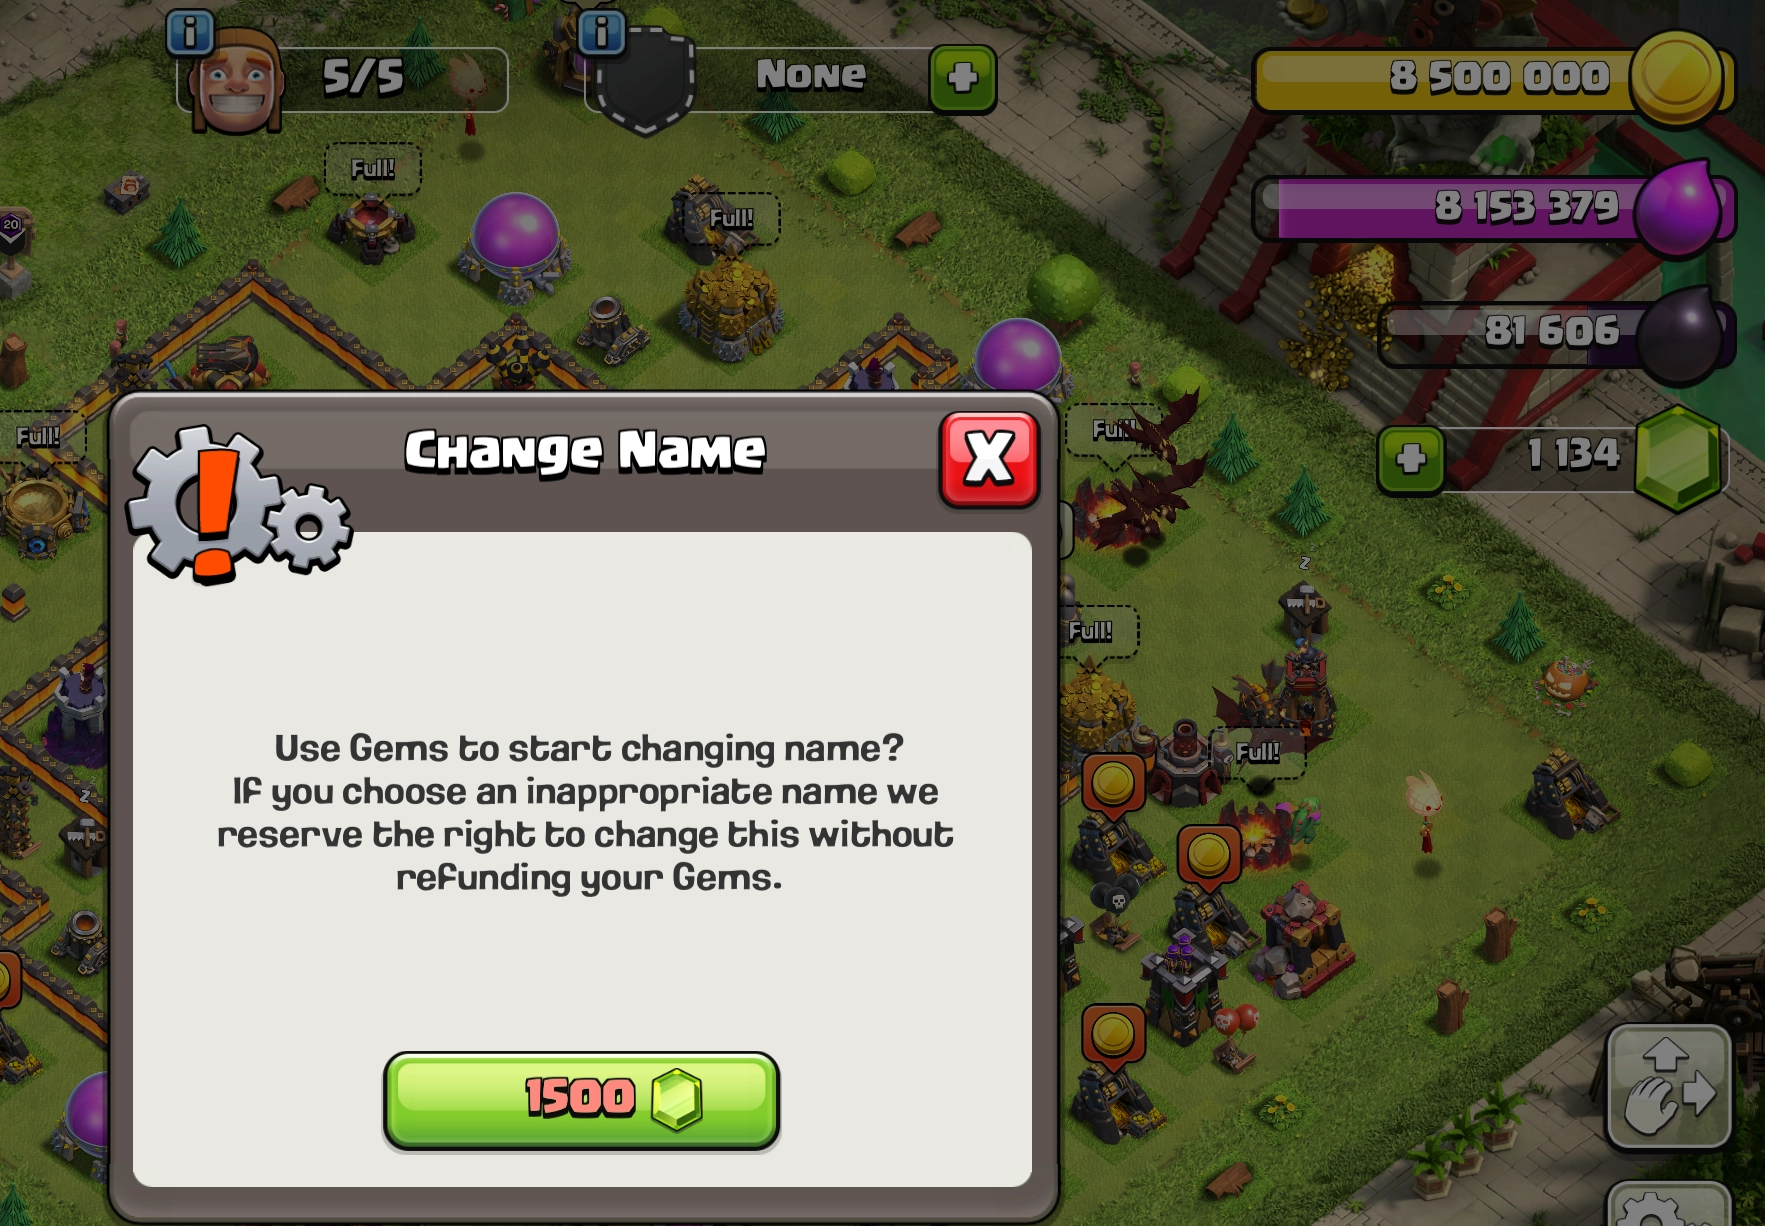 5/5
None
8 500 000
Full!
20
Full!
8 153 379
81 606
Full!
Full!
1 134
Change Name
X
z
Full!
Use Gems to start changing name?
If you choose an inappropriate name we
reserve the right to change this without
refunding your Gems.
Full!
z
1500